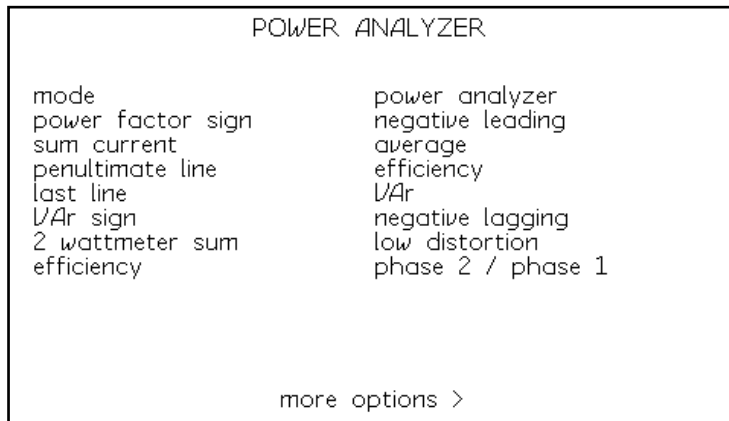 POWER ANALYZER
mode power analyzer
power factor sign negative leading
sum current average
penultimate line efficiency
last line VAr
VAr sign negative lagging
2 wattmeter sum low distortion
efficiency phase 2 / phase 1
more options >